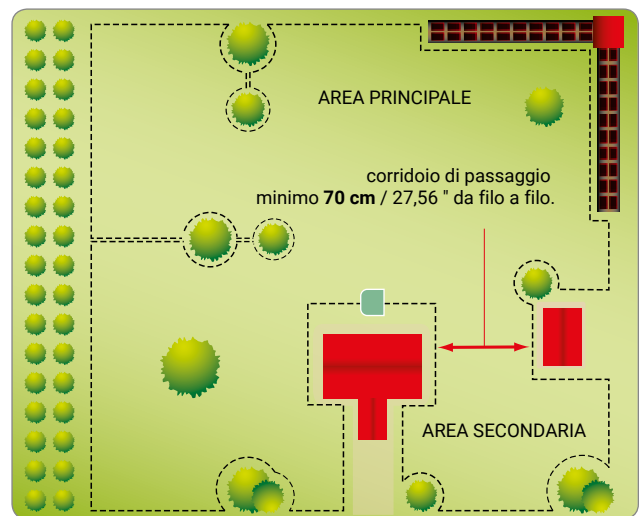 AREA PRINCIPALE
corridoio di passaggio
minimo 70 cm / 27,56 " da filo a filo.
AREA SECONDARIA